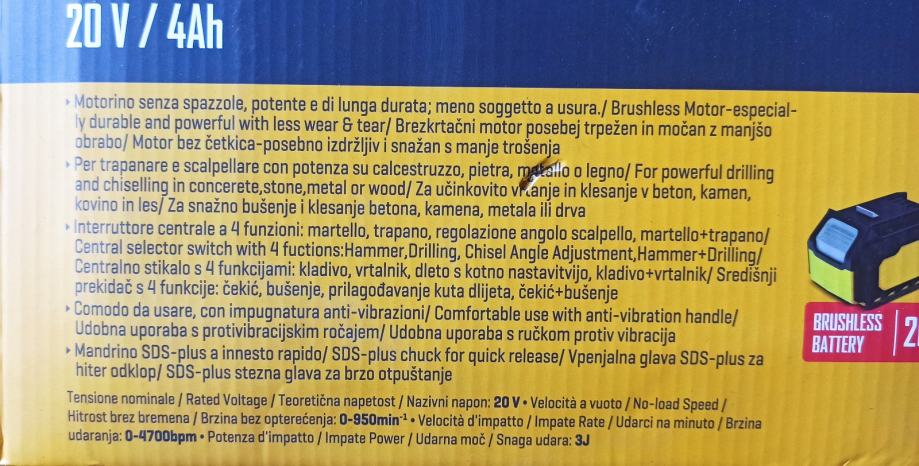 20 V / 4Ah
‣ Motorino senza spazzole, potente e di lunga durata; meno soggetto a usura./ Brushless Motor-especial-
ly durable and powerful with less wear & tear/ Brezkrtačni motor posebej trpežen in močan z manjšo
obrabo/ Motor bez četkica-posebno izdržljiv i snažan s manje trošenja
‣ Per trapanare e scalpellare con potenza su calcestruzzo, pietra, metallo o legno/ For powerful drilling
and chiselling in concerete,stone,metal or wood/ Za učinkovito vrtanje in klesanje v beton, kamen,
kovino in les/ Za snažno bušenje i klesanje betona, kamena, metala ili drva
‣ Interruttore centrale a 4 funzioni: martello, trapano, regolazione angolo scalpello, martello+trapano/
Central selector switch with 4 fuctions:Hammer,Drilling, Chisel Angle Adjustment,Hammer+Drilling/
Centralno stikalo s 4 funkcijami: kladivo, vrtalnik, dleto s kotno nastavitvijo, kladivo+vrtalnik/ Središnji
prekidač s 4 funkcije: čekić, bušenje, prilagođavanje kuta dlijeta, čekić+bušenje
‣ Comodo da usare, con impugnatura anti-vibrazioni/ Comfortable use with anti-vibration handle/
Udobna uporaba s protivibracijskim ročajem/ Udobna uporaba s ručkom protiv vibracija
‣ Mandrino SDS-plus a innesto rapido/ SDS-plus chuck for quick release/ Vpenjalna glava SDS-plus za
hiter odklop/ SDS-plus stezna glava za brzo otpuštanje
Tensione nominale / Rated Voltage / Teoretična napetost / Nazivni napon: 20 V • Velocità a vuoto / No-load Speed /
Hitrost brez bremena / Brzina bez opterećenja: 0-950min⁻¹ • Velocità d'impatto / Impate Rate / Udarci na minuto / Brzina
udaranja: 0-4700bpm • Potenza d'impatto / Impate Power / Udarna moč / Snaga udara: 3J
BRUSHLESS
BATTERY